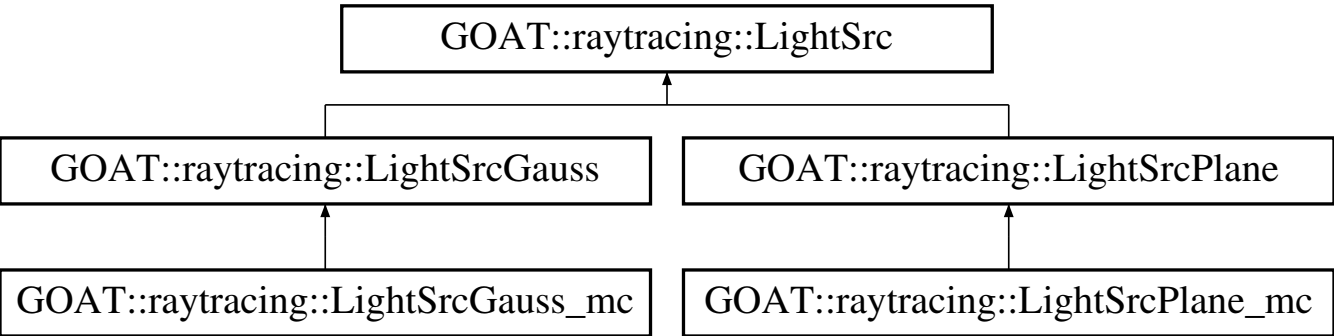 GOAT::raytracing::LightSrc
GOAT::raytracing::LightSrcGauss
GOAT::raytracing::LightSrcPlane
GOAT::raytracing::LightSrcGauss_mc
GOAT::raytracing::LightSrcPlane_mc